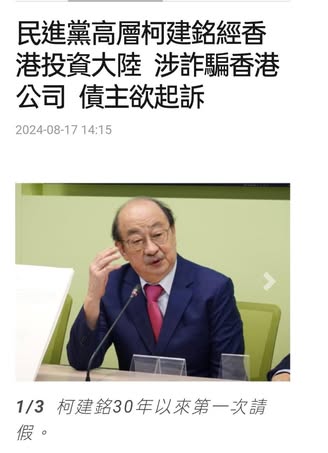 民進黨高層柯建銘經香
港投資大陸 涉詐騙香港
公司 債主欲起訴
2024-08-17 14:15
1/3 柯建銘30年以來第一次請
假。